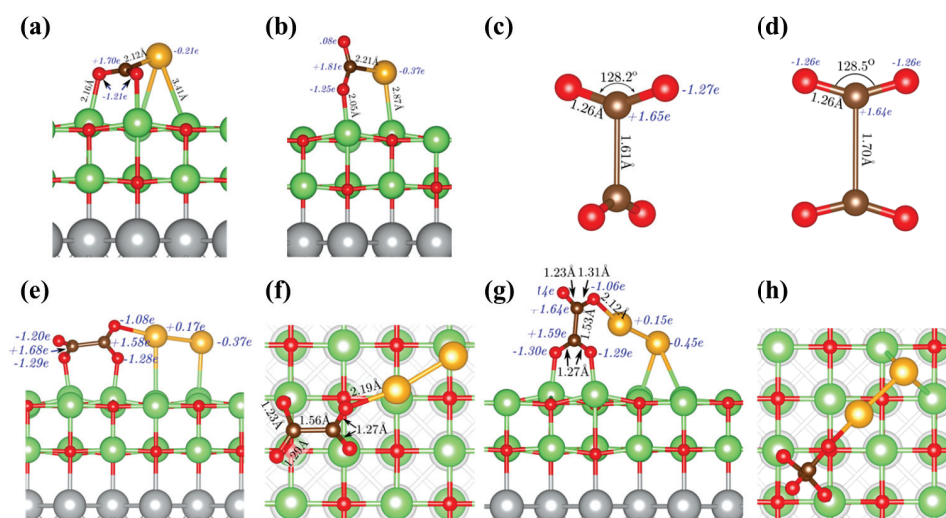 (a)
+1.70e
2.12Å
-0.21e
2.16Å
-1.21e
3.41Å
(b)
.08e
2.21Å
+1.81e
-0.37e
-1.25e
2.87Å
2.05Å
(c)
128.2°
1.26Å
-1.27e
+1.65e
1.61Å
(d)
-1.26e
-1.26e
128.5°
1.26Å
+1.64e
1.70Å
(e)
-1.08e
+0.17e
-1.20e
+1.68e
+1.58e
-0.37e
-1.29e
-1.28e
(f)
2.19Å
1.23Å
1.56Å
1.27Å
1.29Å
(g)
1.23Å 1.31Å
-1.06e
+1.64e
2.12Å
+0.15e
+1.59e
1.53Å
-0.45e
-1.30e
-1.29e
1.27Å
(h)